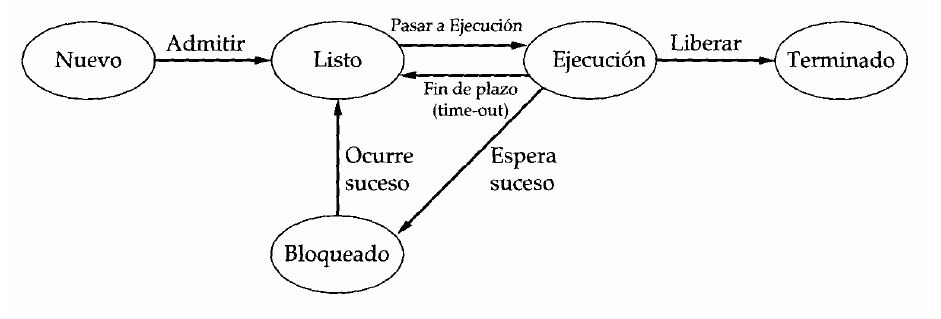 Pasar a Ejecución
Nuevo
Admitir
Listo
Ejecución
Liberar
Terminado
Fin de plazo
(time-out)
Ocurre
suceso
Espera
suceso
Bloqueado